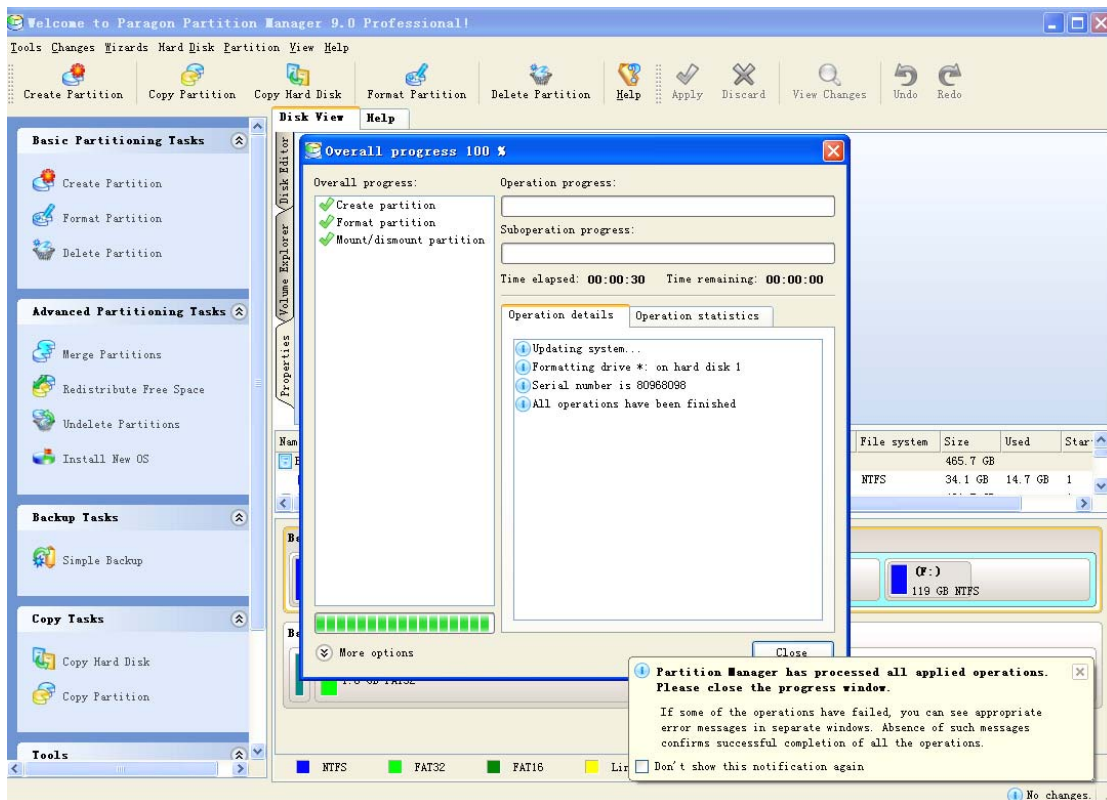 Welcome to Paragon Partition Manager 9.0 Professional!
Tools Changes Wizards Hard Disk Partition View Help
Create Partition Copy Partition Copy Hard Disk Format Partition Delete Partition Help Apply Discard View Changes Undo Redo
Disk View Help
Basic Partitioning Tasks
Create Partition
Format Partition
Delete Partition
Advanced Partitioning Tasks
Merge Partitions
Redistribute Free Space
Undelete Partitions
Install New OS
Backup Tasks
Simple Backup
Copy Tasks
Copy Hard Disk
Copy Partition
Tools
Disk Editor
Volume Explorer
Properties
Overall progress 100 %
Overall progress:
Create partition
Format partition
Mount/dismount partition
More options
Operation progress:
Suboperation progress:
Time elapsed: 00:00:30 Time remaining: 00:00:00
Operation details Operation statistics
Updating system...
Formatting drive *: on hard disk 1
Serial number is 80968098
All operations have been finished
Close
File system Size Used
465.7 GB
NTFS 34.1 GB 14.7 GB 1
(F:)
119 GB NTFS
Partition Manager has processed all applied operations.
Please close the progress window.
If some of the operations have failed, you can see appropriate
error messages in separate windows. Absence of such messages
confirms successful completion of all the operations.
Don't show this notification again
NTFS FAT32 FAT16
No changes.